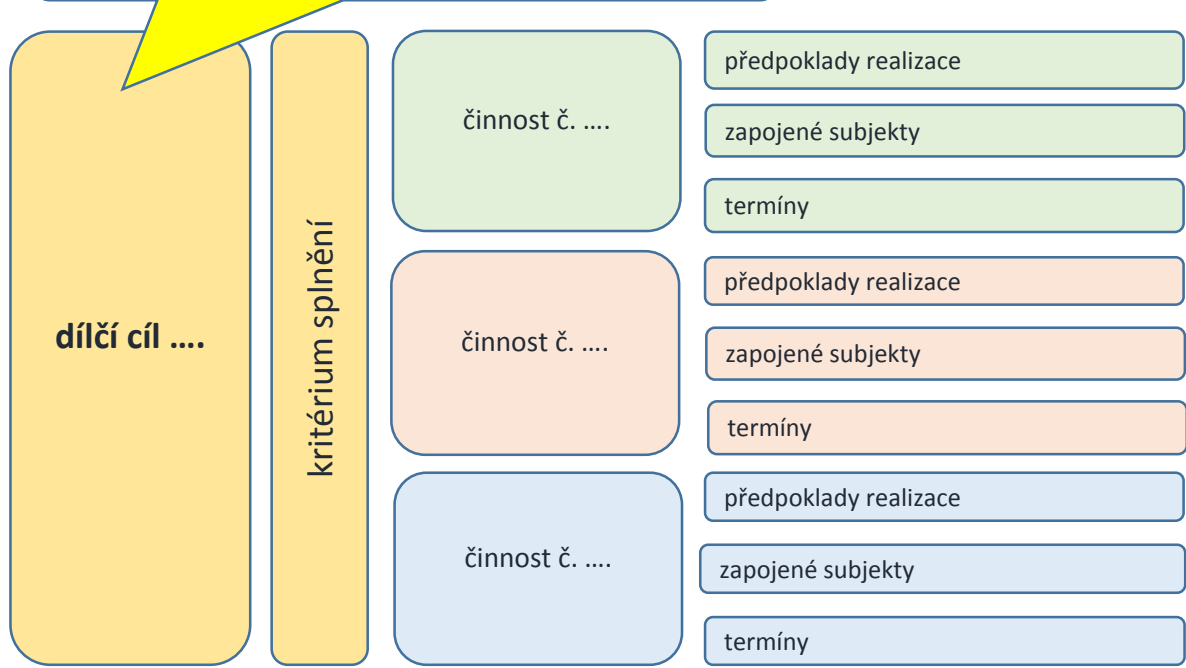 dílčí cíl ....
kritérium splnění
činnost č. ....
předpoklady realizace
zapojené subjekty
termíny
činnost č. ....
předpoklady realizace
zapojené subjekty
termíny
činnost č. ....
předpoklady realizace
zapojené subjekty
termíny